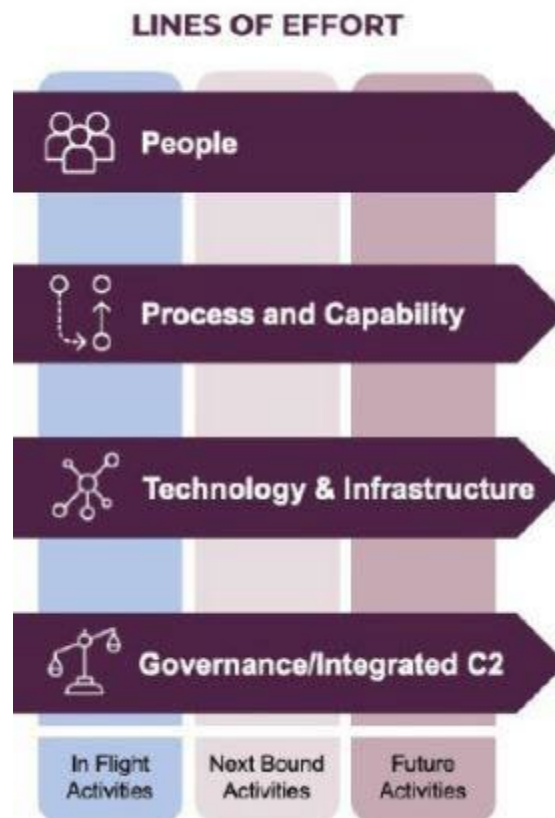 LINES OF EFFORT
People
Process and Capability
Technology & Infrastructure
Governance/Integrated C2
In Flight
Activities
Next Bound
Activities
Future
Activities